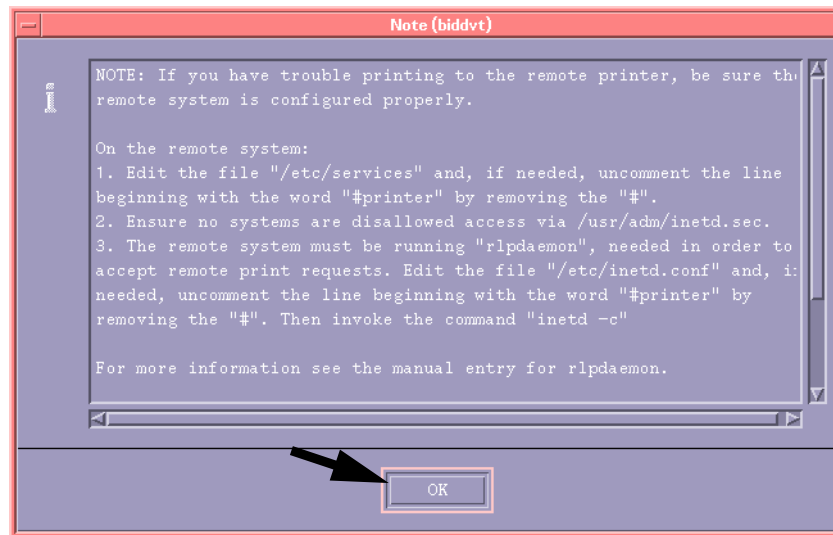 Note (biddvt)
NOTE: If you have trouble printing to the remote printer, be sure th
remote system is configured properly.
On the remote system:
1. Edit the file "/etc/services" and, if needed, uncomment the line
beginning with the word "#printer" by removing the "#".
2. Ensure no systems are disallowed access via /usr/adm/inetd.sec.
3. The remote system must be running "rlpdaemon", needed in order to
accept remote print requests. Edit the file "/etc/inetd.conf" and, i
needed, uncomment the line beginning with the word "#printer" by
removing the "#". Then invoke the command "inetd -c"
For more information see the manual entry for rlpdaemon.
OK